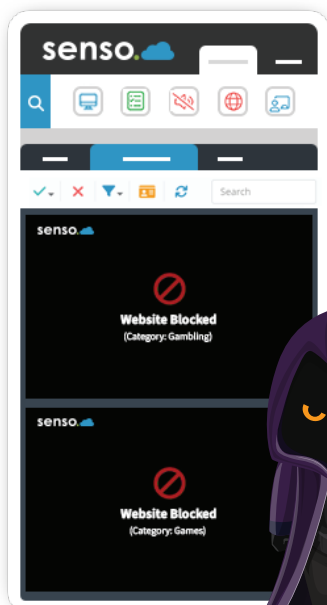 senso.
Search
senso.
Website Blocked
(Category: Gambling)
senso.
Website Blocked
(Category: Games)